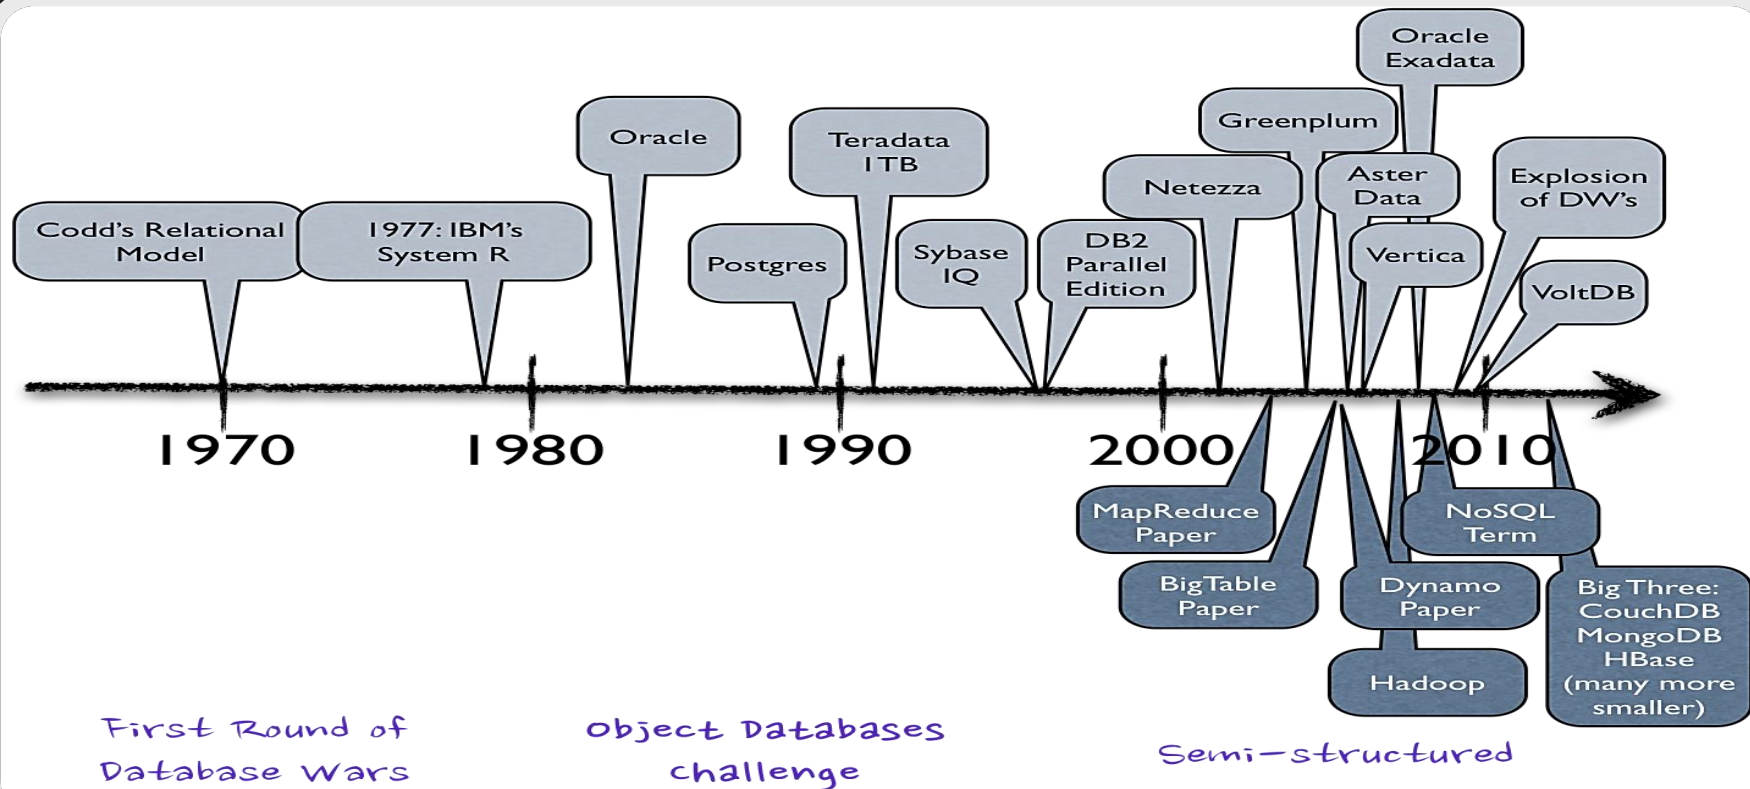 Oracle
Exadata
Greenplum
Oracle
Teradata
1TB
Netezza
Aster
Data
Explosion
of DW's
Codd's Relational
Model
1977: IBM's
System R
Postgres
Sybase
IQ
DB2
Parallel
Edition
Vertica
VoltDB
1970
1980
1990
2000
2010
MapReduce
Paper
NoSQL
Term
BigTable
Paper
Dynamo
Paper
Big Three:
CouchDB
MongoDB
HBase
(many more
smaller)
Hadoop
First Round of
Database Wars
Object Databases
challenge
Semi-structured